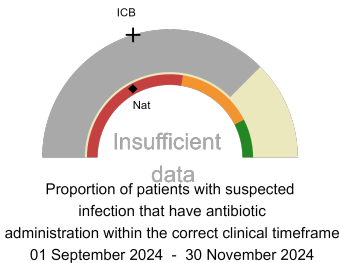 ICB
Nat
Insufficient
data
Proportion of patients with suspected
infection that have antibiotic
administration within the correct clinical timeframe
01 September 2024 - 30 November 2024